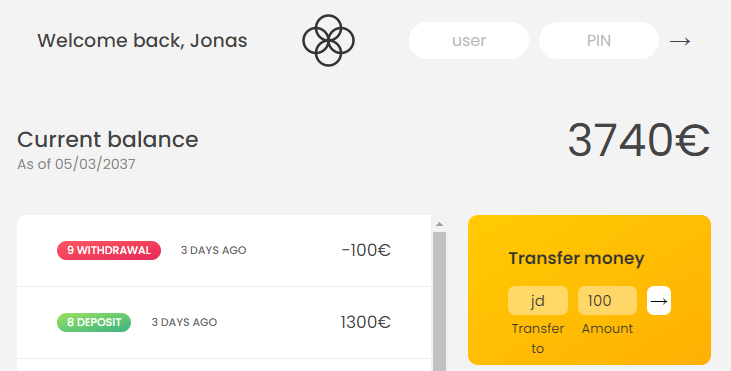 Welcome back, Jonas
user
PIN
→
Current balance
3740€
As of 05/03/2037
9 WITHDRAWAL 3 DAYS AGO -100€
8 DEPOSIT 3 DAYS AGO 1300€
Transfer money
jd 100 →
Transfer Amount
to